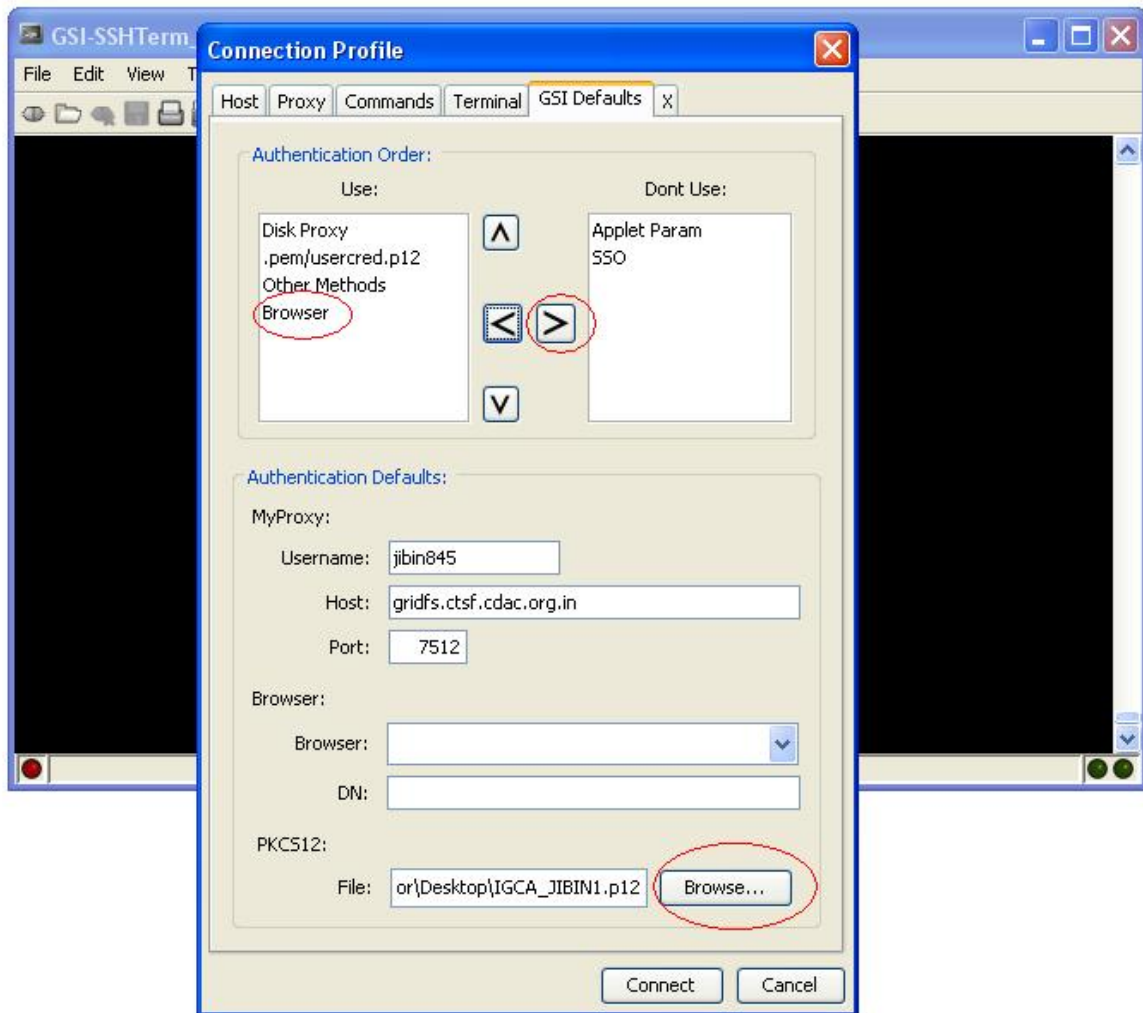 GSI-SSHTerm_
File Edit View T
Connection Profile
Host Proxy Commands Terminal GSI Defaults X
Authentication Order:
Use: Dont Use:
Disk Proxy
.pem/usercred.p12
Other Methods
Browser
Applet Param
SSO
Authentication Defaults:
MyProxy:
Username: jibin845
Host: gridfs.ctsf.cdac.org.in
Port: 7512
Browser:
Browser:
DN:
PKCS12:
File: or\Desktop\IGCA_JIBIN1.p12 Browse...
Connect Cancel